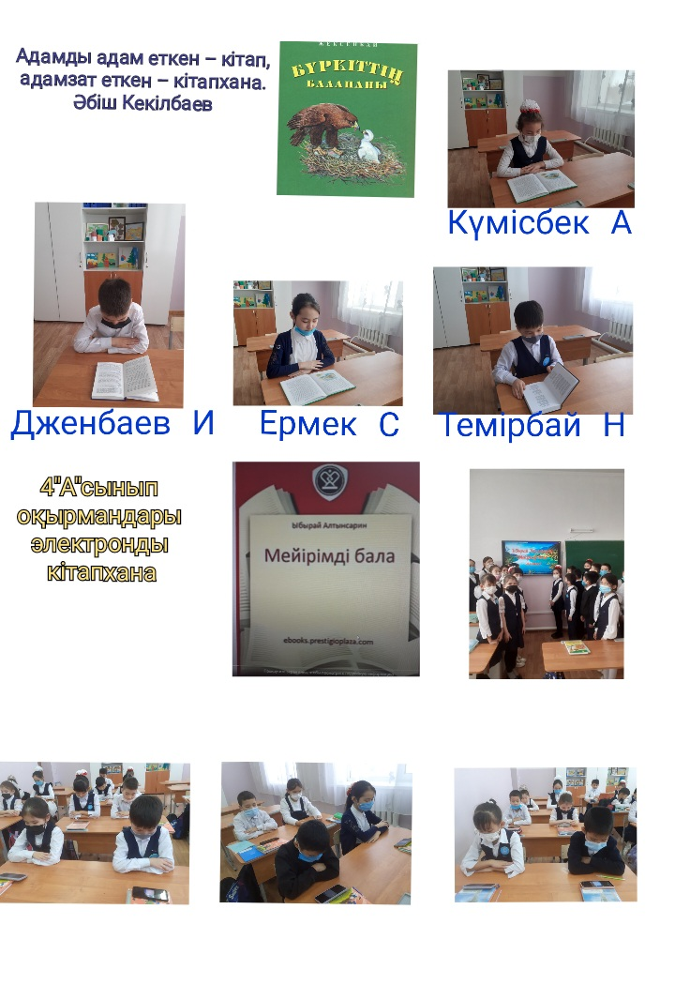 Адамды адам еткен – кітап,
адамзат еткен – кітапхана.
Әбіш Кекілбаев
ЖЕКСЕНБАЙ
БҮРКІТТІҢ
БАЛАПАНЫ
Күмісбек А
Дженбаев И
Ермек С
Темірбай Н
4"А"сынып
оқырмандары
электронды
кітапхана
Ыбырай Алтынсарин
Мейірімді бала
ebooks.prestigioplaza.com